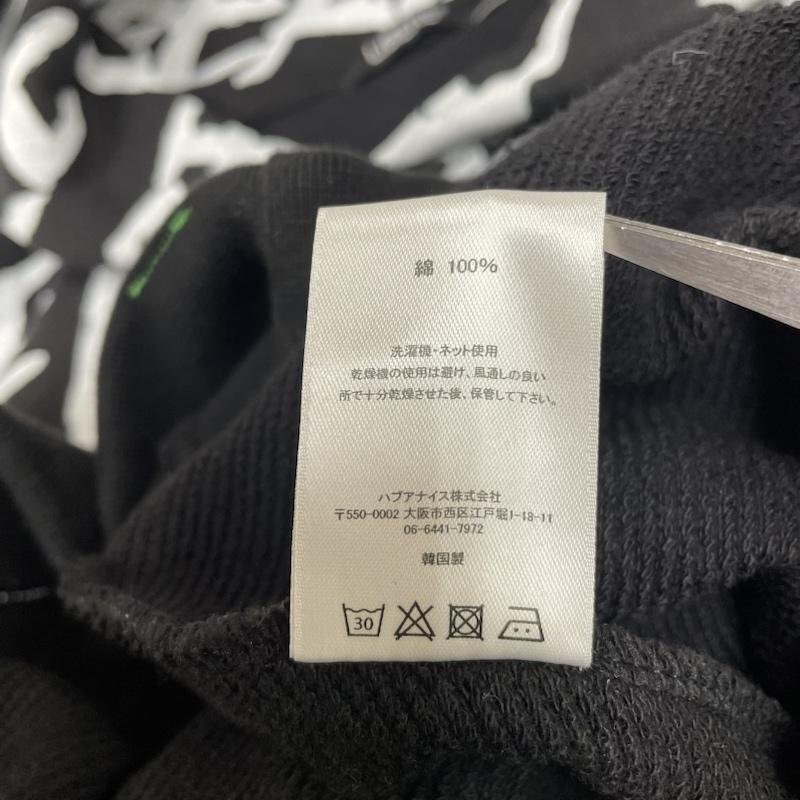 綿 100%
洗濯機・ネット使用
乾燥機の使用は避け、風通しの良い
所で十分乾燥させた後、保管して下さい。
ハブアナイス株式会社
〒550-0002 大阪市西区江戸堀1-18-11
06-6441-7972
韓国製
30